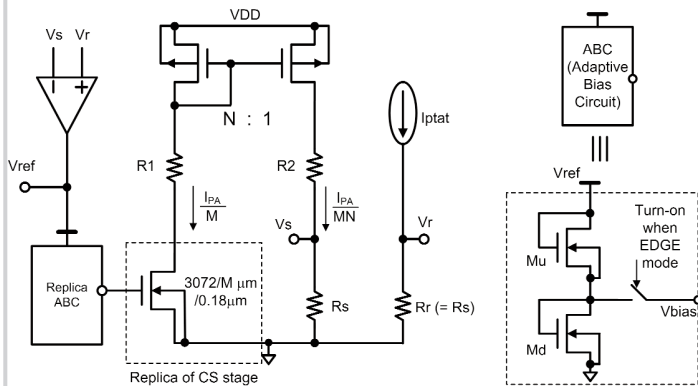 VDD
Vs Vr
N : 1
Iptat
R1
R2
Vref
I_PA
M
I_PA
MN
Vs
Vr
Replica
ABC
3072/M μm
/0.18μm
Rs
Rr (= Rs)
Replica of CS stage
ABC
(Adaptive
Bias
Circuit)
Vref
Turn-on
when
EDGE
mode
Mu
Md
Vbias